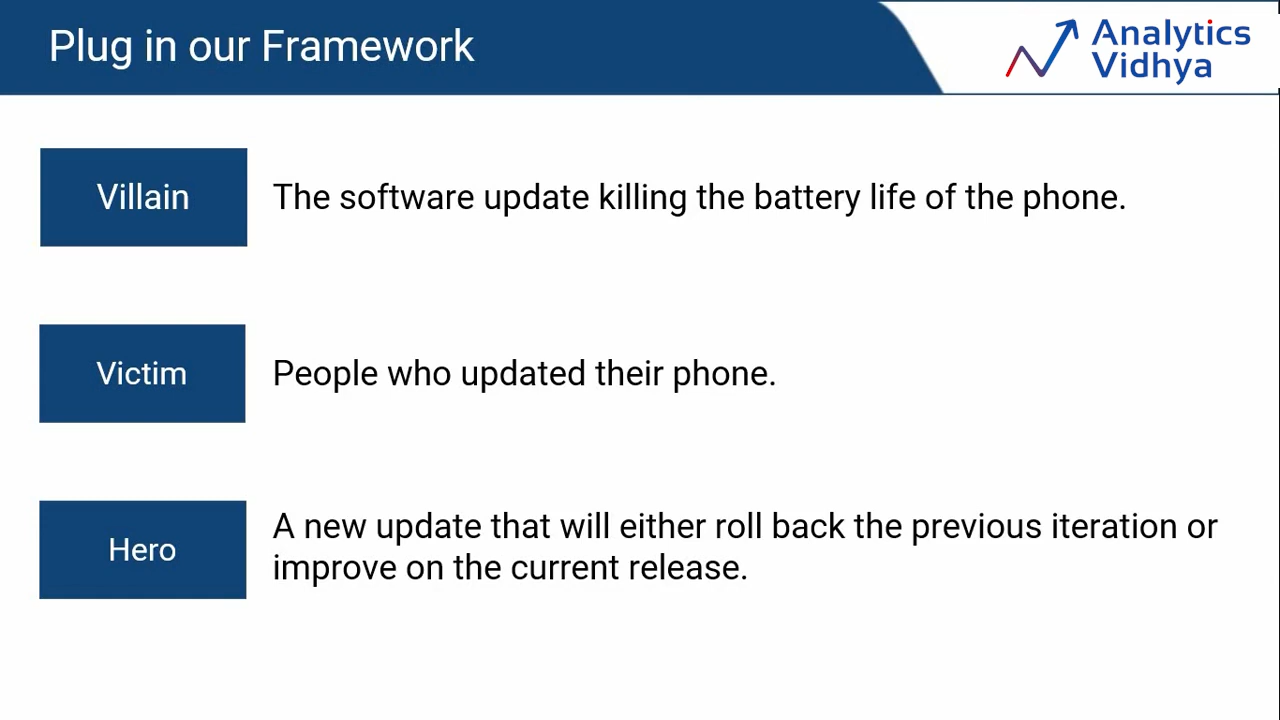 Plug in our Framework
Analytics
Vidhya
Villain
The software update killing the battery life of the phone.
Victim
People who updated their phone.
Hero
A new update that will either roll back the previous iteration or
improve on the current release.